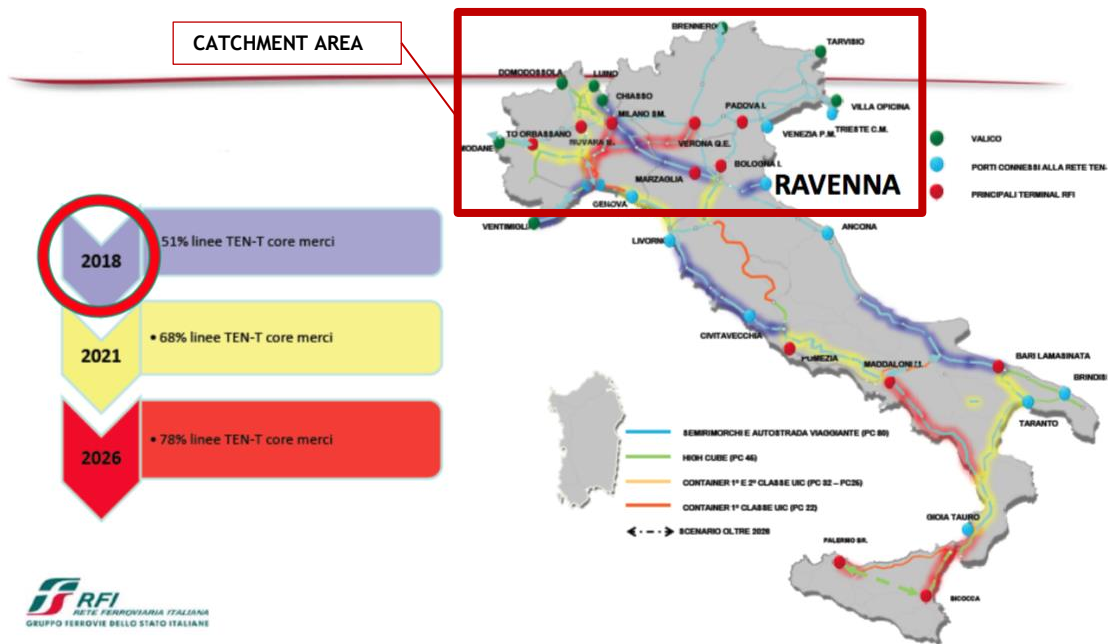 CATCHMENT AREA
BRENNERO
TARVISIO
DOMODOSSOLA
LUINO
CHIASSO
MILANO SM.
PADOVA I.
VILLA OPICINA
TRIESTE C.M.
VENEZIA P.M.
TO ORBASSANO
NOVARA B.
VERONA Q.E.
MODANE
BOLOGNA I.
MARZAGLIA
RAVENNA
GENOVA
VENTIMIGLIA
VALICO
PORTI CONNESSI ALLA RETE TEN-
PRINCIPALI TERMINAL RFI
ANCONA
LIVORNO
2018
51% linee TEN-T core merci
2021
• 68% linee TEN-T core merci
2026
• 78% linee TEN-T core merci
CIVITAVECCHIA
POMEZIA
MADDALONI
BARI LAMASINATA
BRINDISI
TARANTO
SEMIRIMORCHI E AUTOSTRADA VIAGGIANTE (PC 80)
HIGH CUBE (PC 45)
CONTAINER 1º E 2º CLASSE UIC (PC 32 – PC25)
CONTAINER 1º CLASSE UIC (PC 22)
SCENARIO OLTRE 2026
GIOIA TAURO
PALERMO BR.
BICOCCA
RFI
RETE FERROVIARIA ITALIANA
GRUPPO FERROVIE DELLO STATO ITALIANE